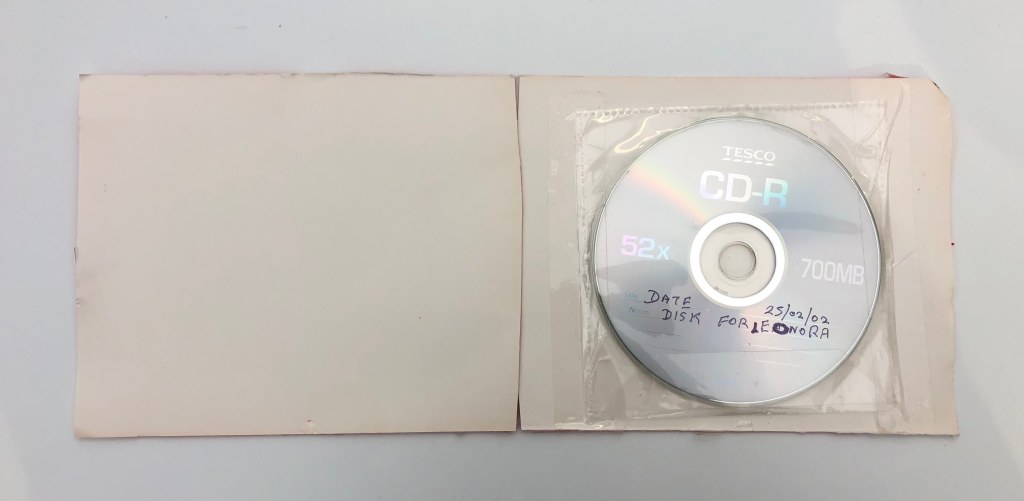 TESCO
CD-R
52x
700MB
DATE 25/02/02
DISK FOR LEONORA